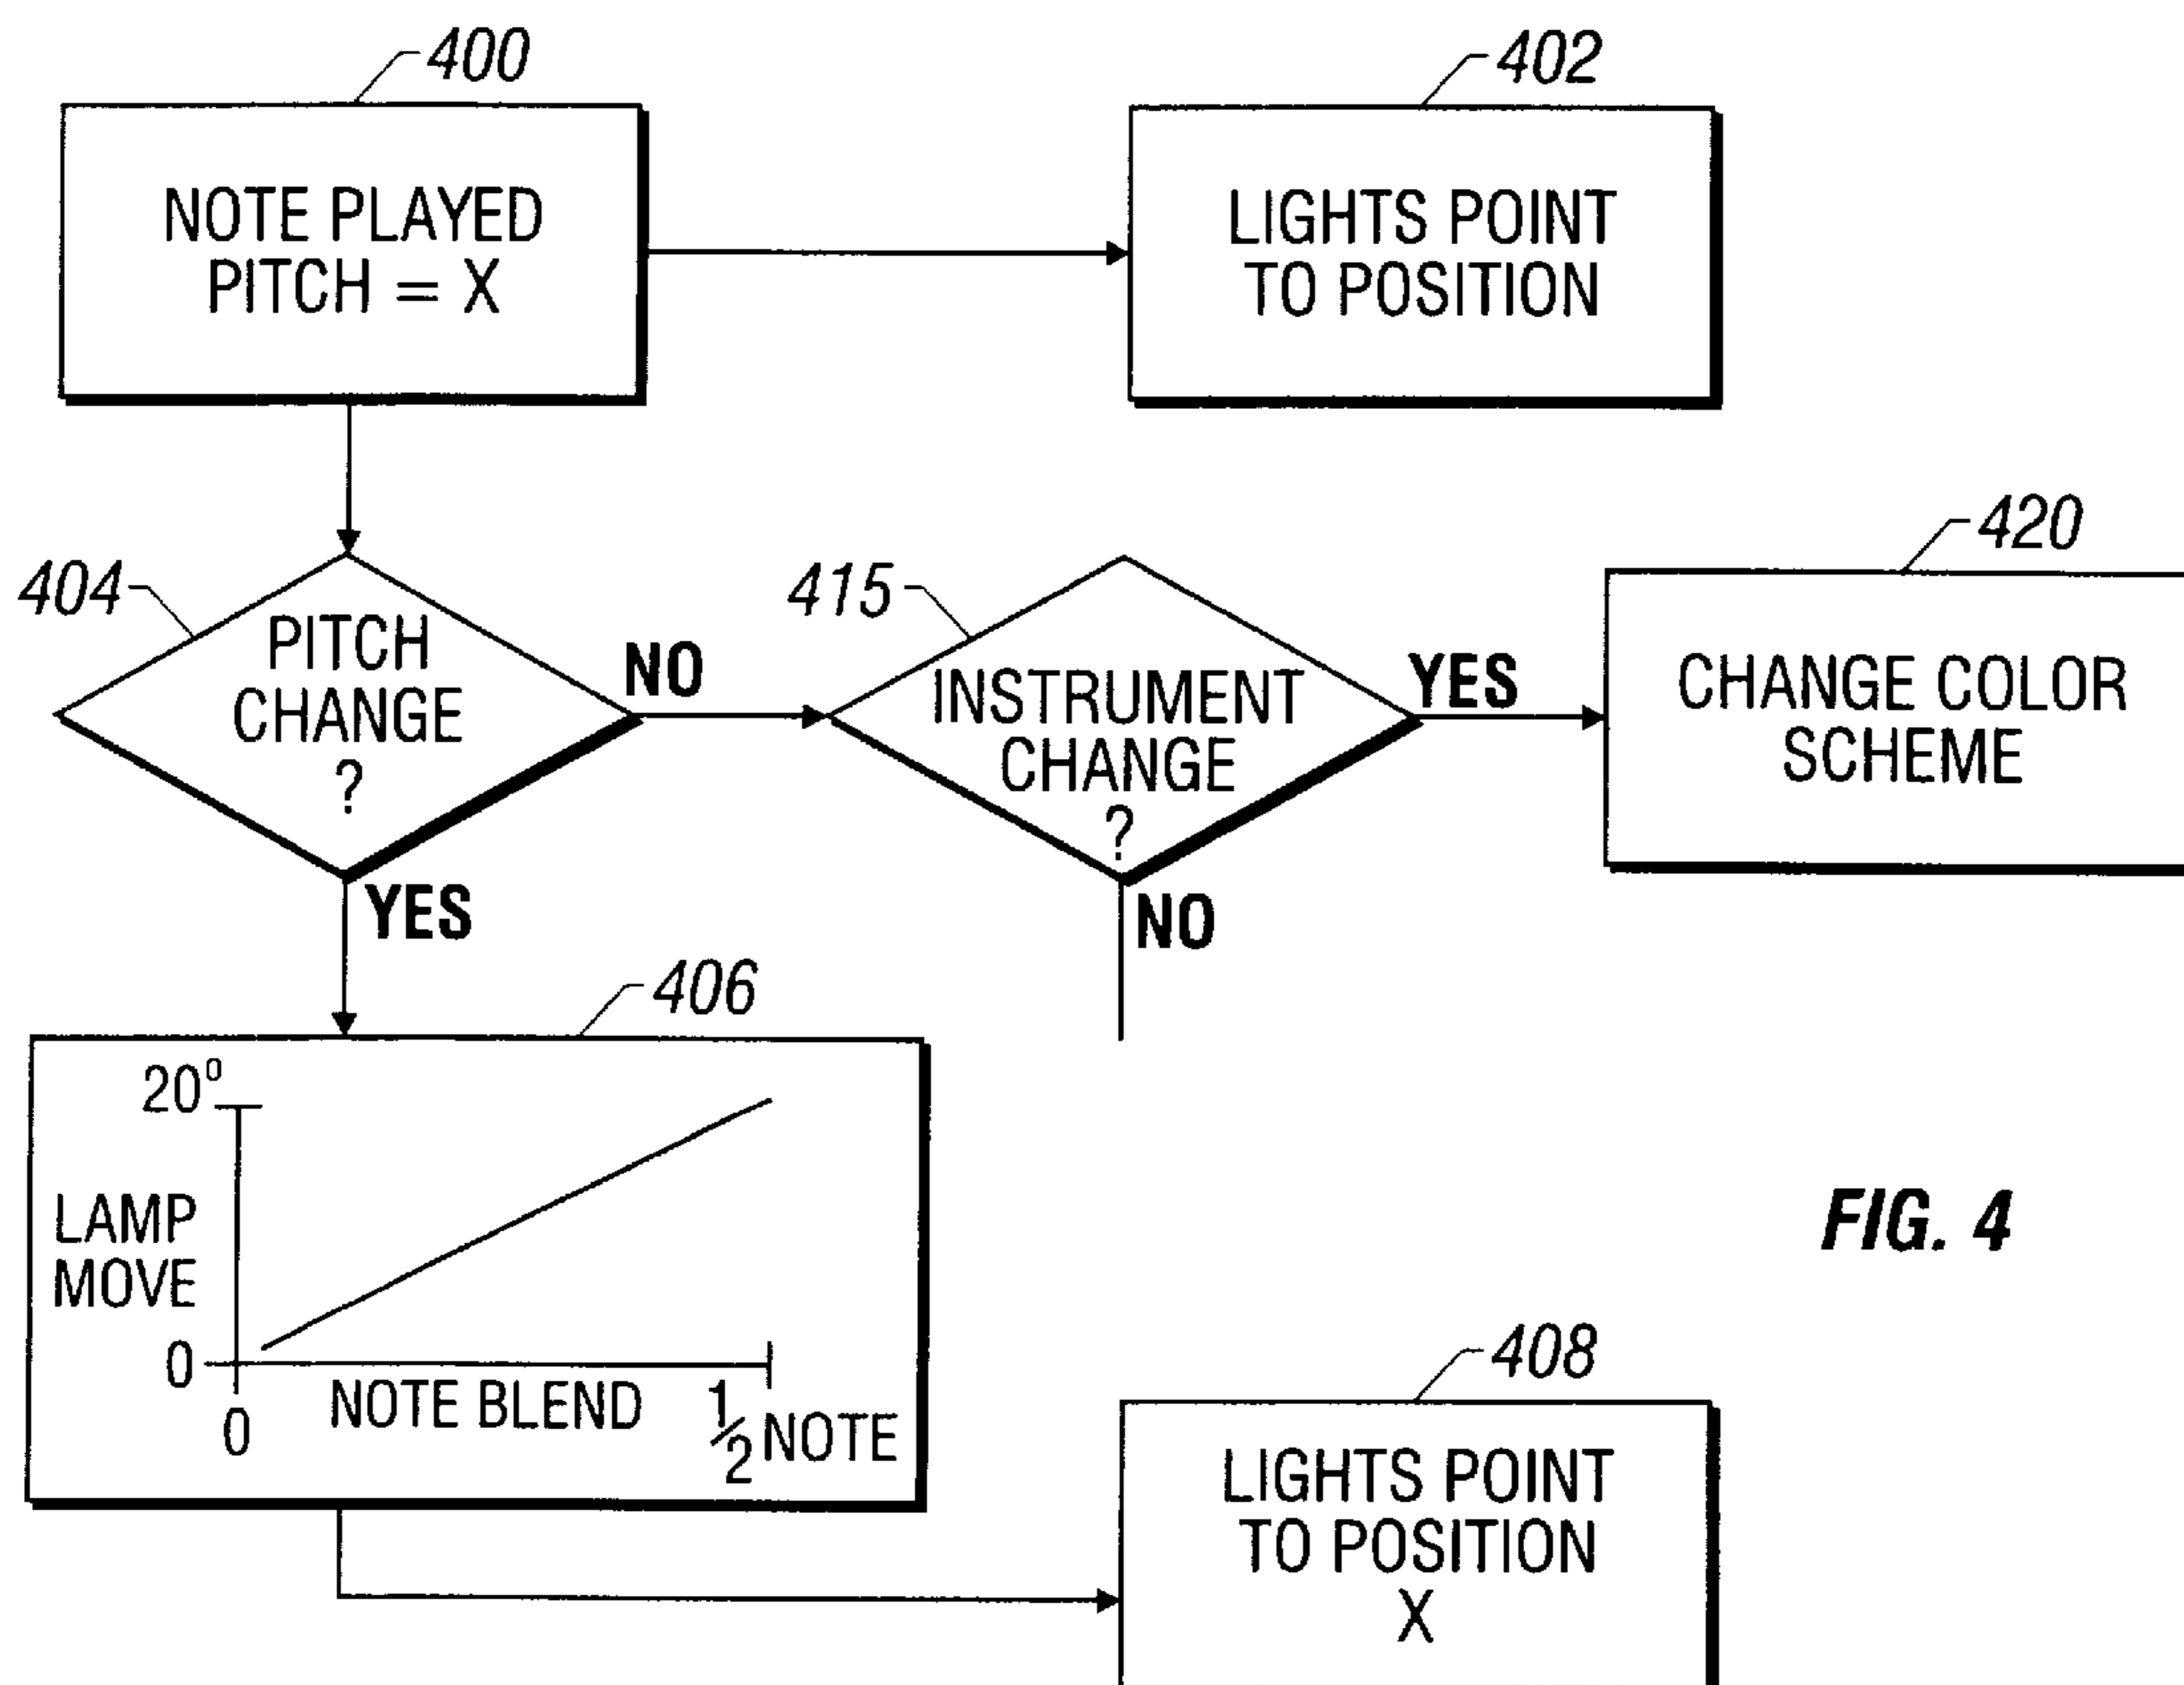 400
NOTE PLAYED
PITCH = X
402
LIGHTS POINT
TO POSITION
404
PITCH
CHANGE
?
NO
YES
415
INSTRUMENT
CHANGE
?
YES
NO
420
CHANGE COLOR
SCHEME
406
20°
LAMP
MOVE
0
0
NOTE BLEND
1/2 NOTE
FIG. 4
408
LIGHTS POINT
TO POSITION
X